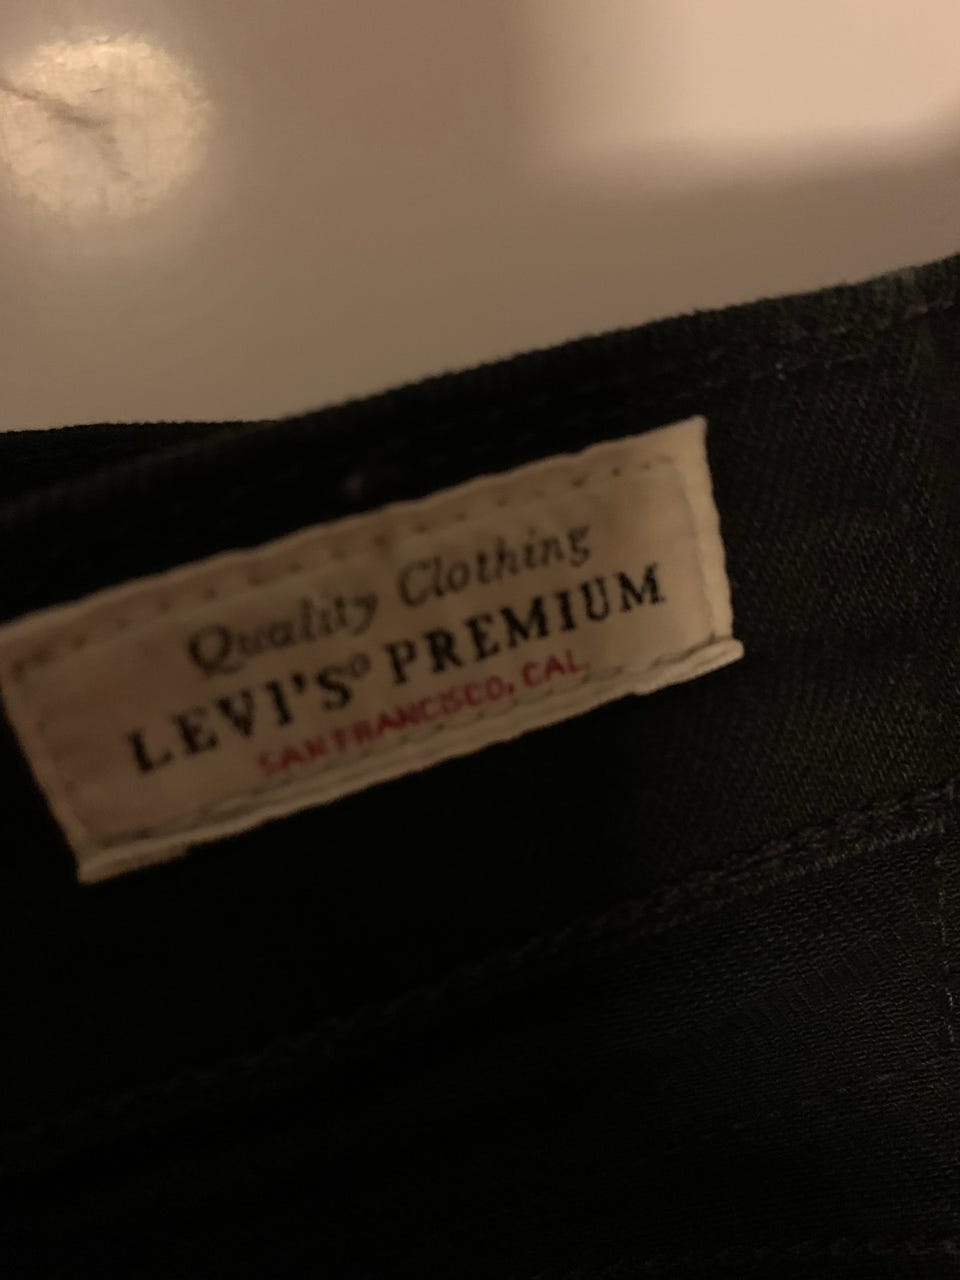 Quality Clothing
LEVI'S® PREMIUM
SAN FRANCISCO, CAL